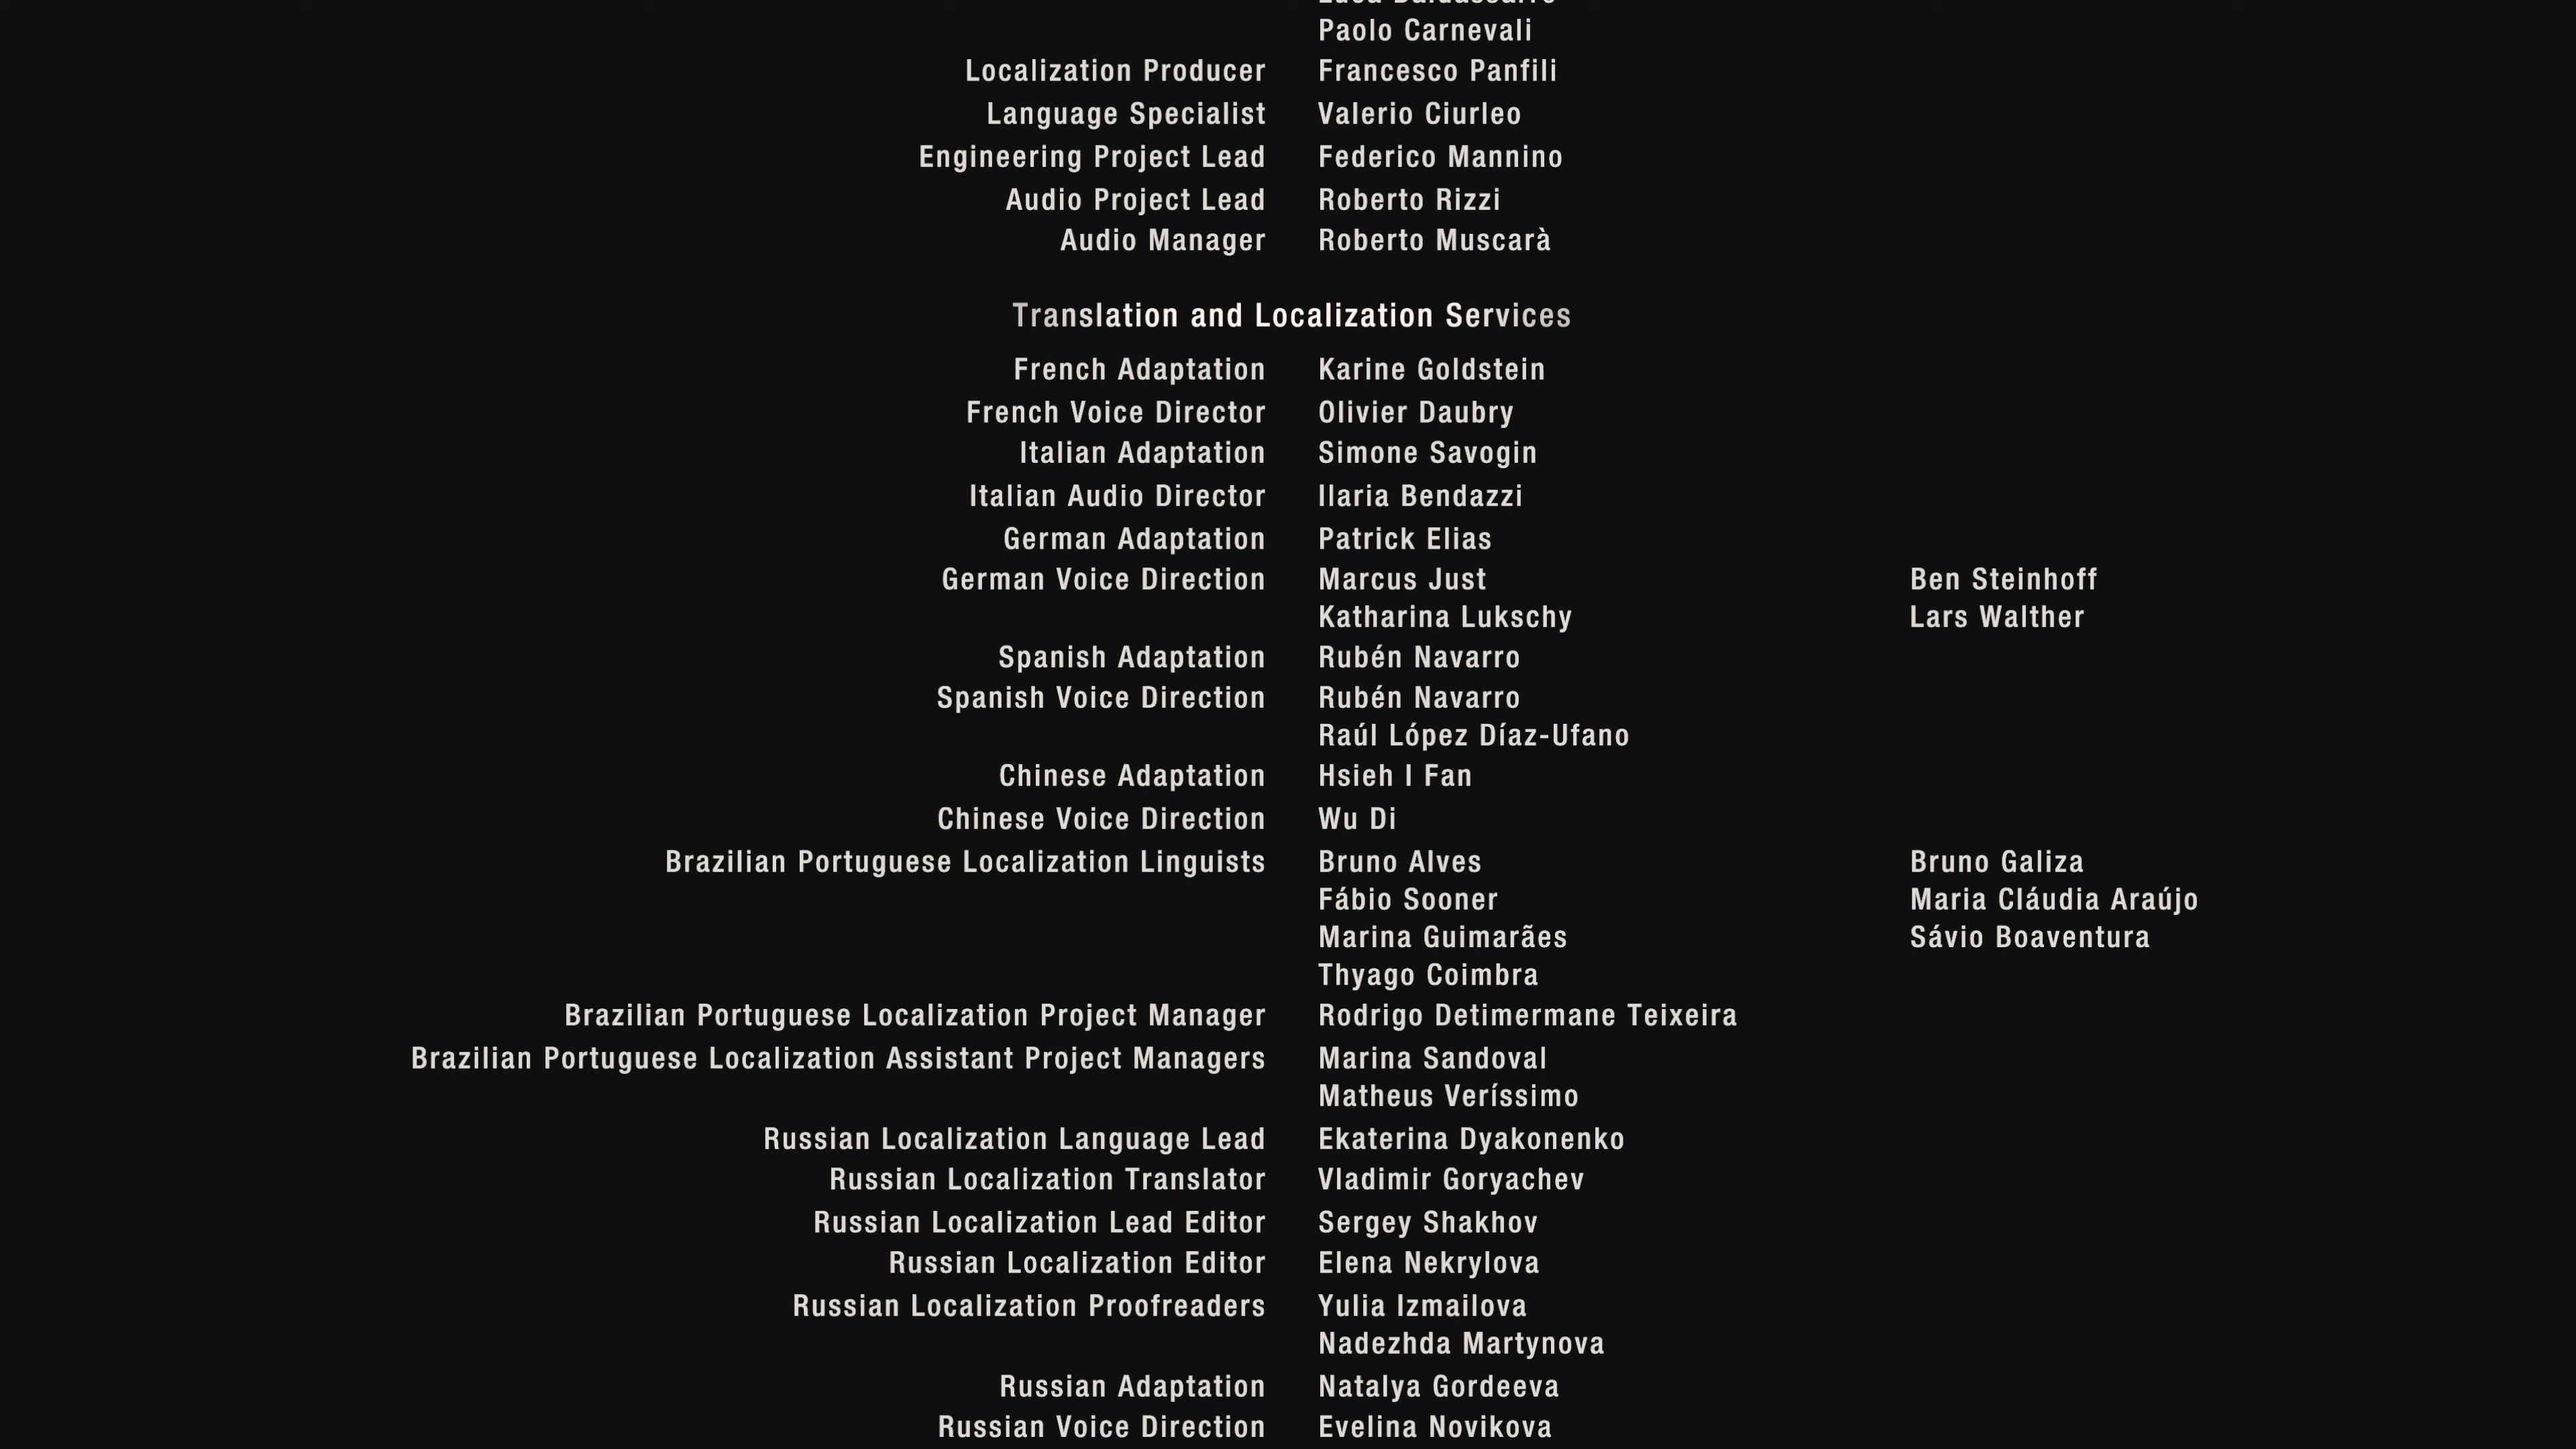 Paolo Carnevali
Localization Producer Francesco Panfili
Language Specialist Valerio Ciurleo
Engineering Project Lead Federico Mannino
Audio Project Lead Roberto Rizzi
Audio Manager Roberto Muscarà
Translation and Localization Services
French Adaptation Karine Goldstein
French Voice Director Olivier Daubry
Italian Adaptation Simone Savogin
Italian Audio Director Ilaria Bendazzi
German Adaptation Patrick Elias
German Voice Direction Marcus Just Ben Steinhoff
Katharina Lukschy Lars Walther
Spanish Adaptation Rubén Navarro
Spanish Voice Direction Rubén Navarro
Raúl López Díaz-Ufano
Chinese Adaptation Hsieh I Fan
Chinese Voice Direction Wu Di
Brazilian Portuguese Localization Linguists Bruno Alves Bruno Galiza
Fábio Sooner Maria Cláudia Araújo
Marina Guimarães Sávio Boaventura
Thyago Coimbra
Brazilian Portuguese Localization Project Manager Rodrigo Detimermane Teixeira
Brazilian Portuguese Localization Assistant Project Managers Marina Sandoval
Matheus Veríssimo
Russian Localization Language Lead Ekaterina Dyakonenko
Russian Localization Translator Vladimir Goryachev
Russian Localization Lead Editor Sergey Shakhov
Russian Localization Editor Elena Nekrylova
Russian Localization Proofreaders Yulia Izmailova
Nadezhda Martynova
Russian Adaptation Natalya Gordeeva
Russian Voice Direction Evelina Novikova